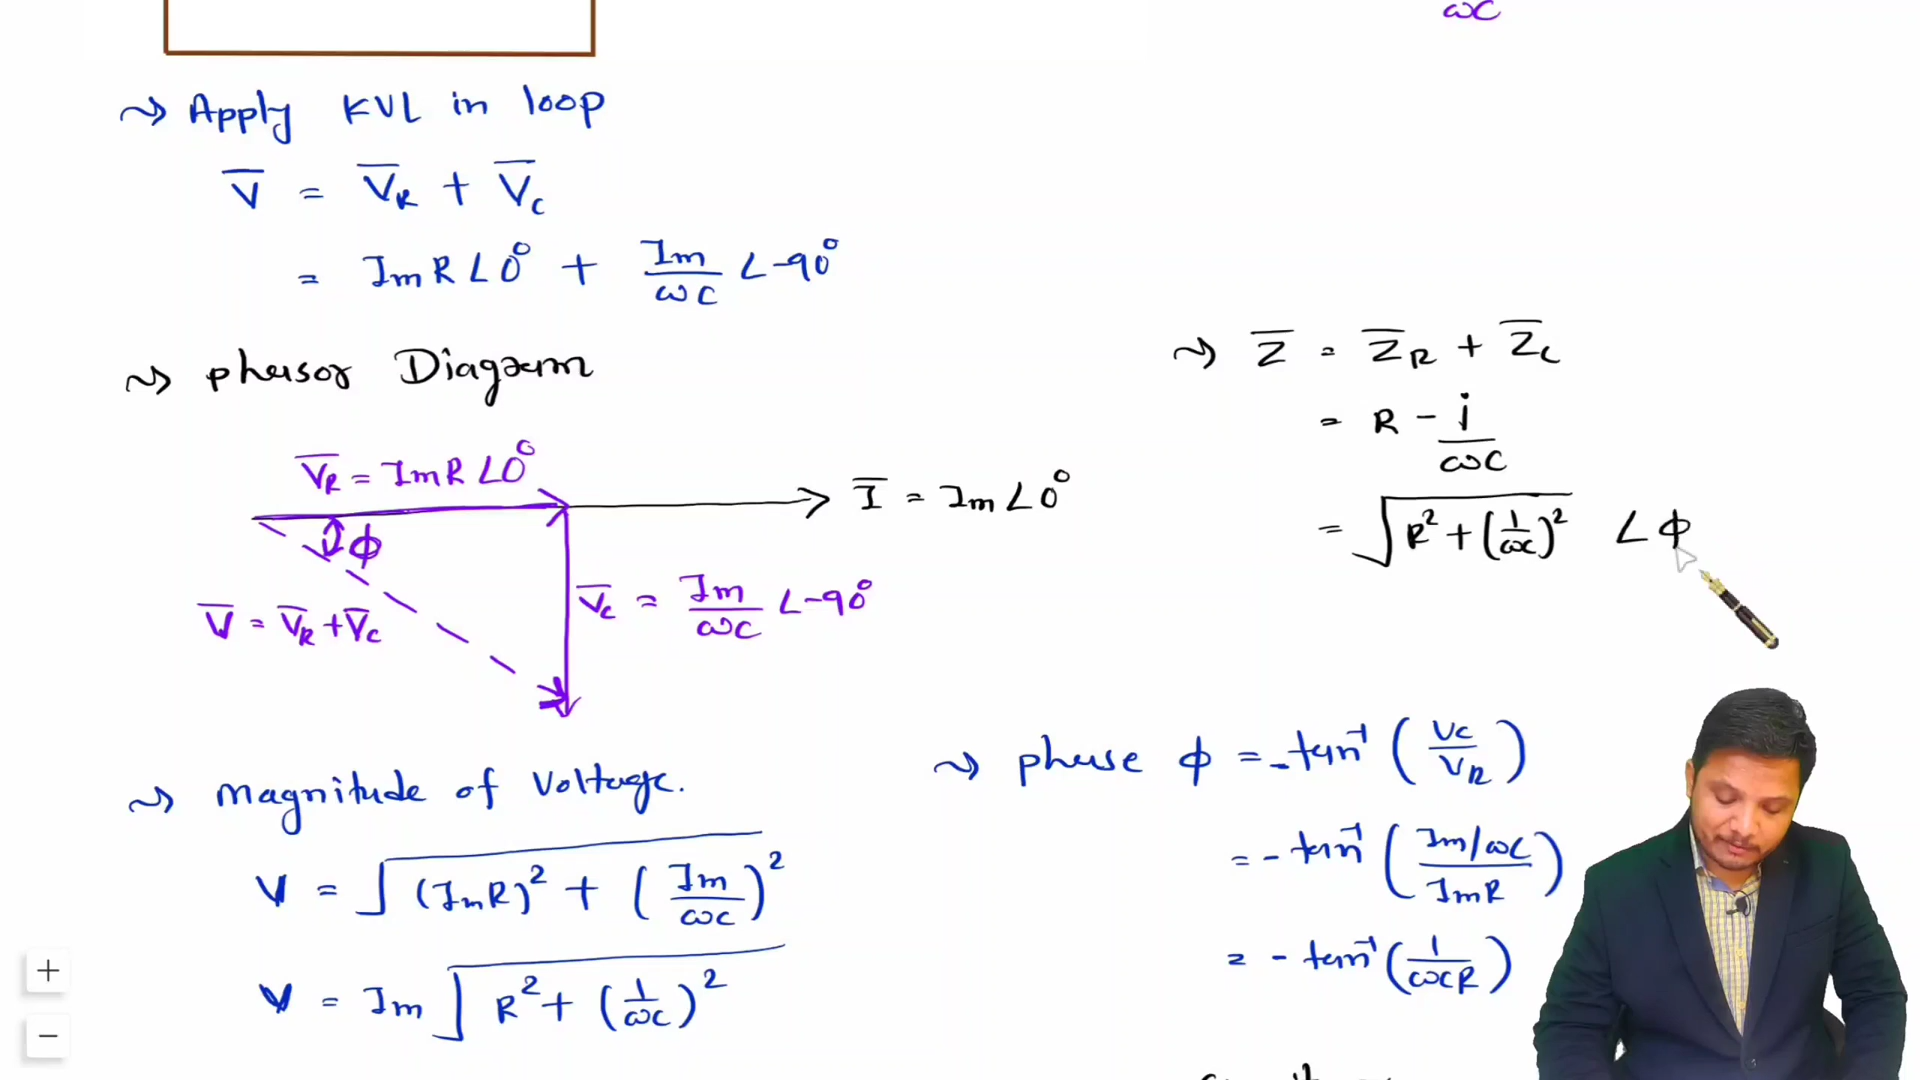 ωC
~> Apply KVL in loop
V̅ = V̅R + V̅C
= ImR∠0° + Im/ωC ∠-90°
~> phasor Diagram
V̅R = ImR∠0°
I̅ = Im∠0°
ϕ
V̅C = Im/ωC ∠-90°
V̅ = V̅R + V̅C
~> Magnitude of Voltage.
V = √((ImR)² + (Im/ωC)²)
V = Im √(R² + (1/ωC)²)
~> Z̅ = Z̅R + Z̅C
= R - j/ωC
= √(R² + (1/ωC)²) ∠ϕ
~> phase ϕ = -tan⁻¹(VC/VR)
= -tan⁻¹((Im/ωC)/(ImR))
= -tan⁻¹(1/ωCR)
+
−